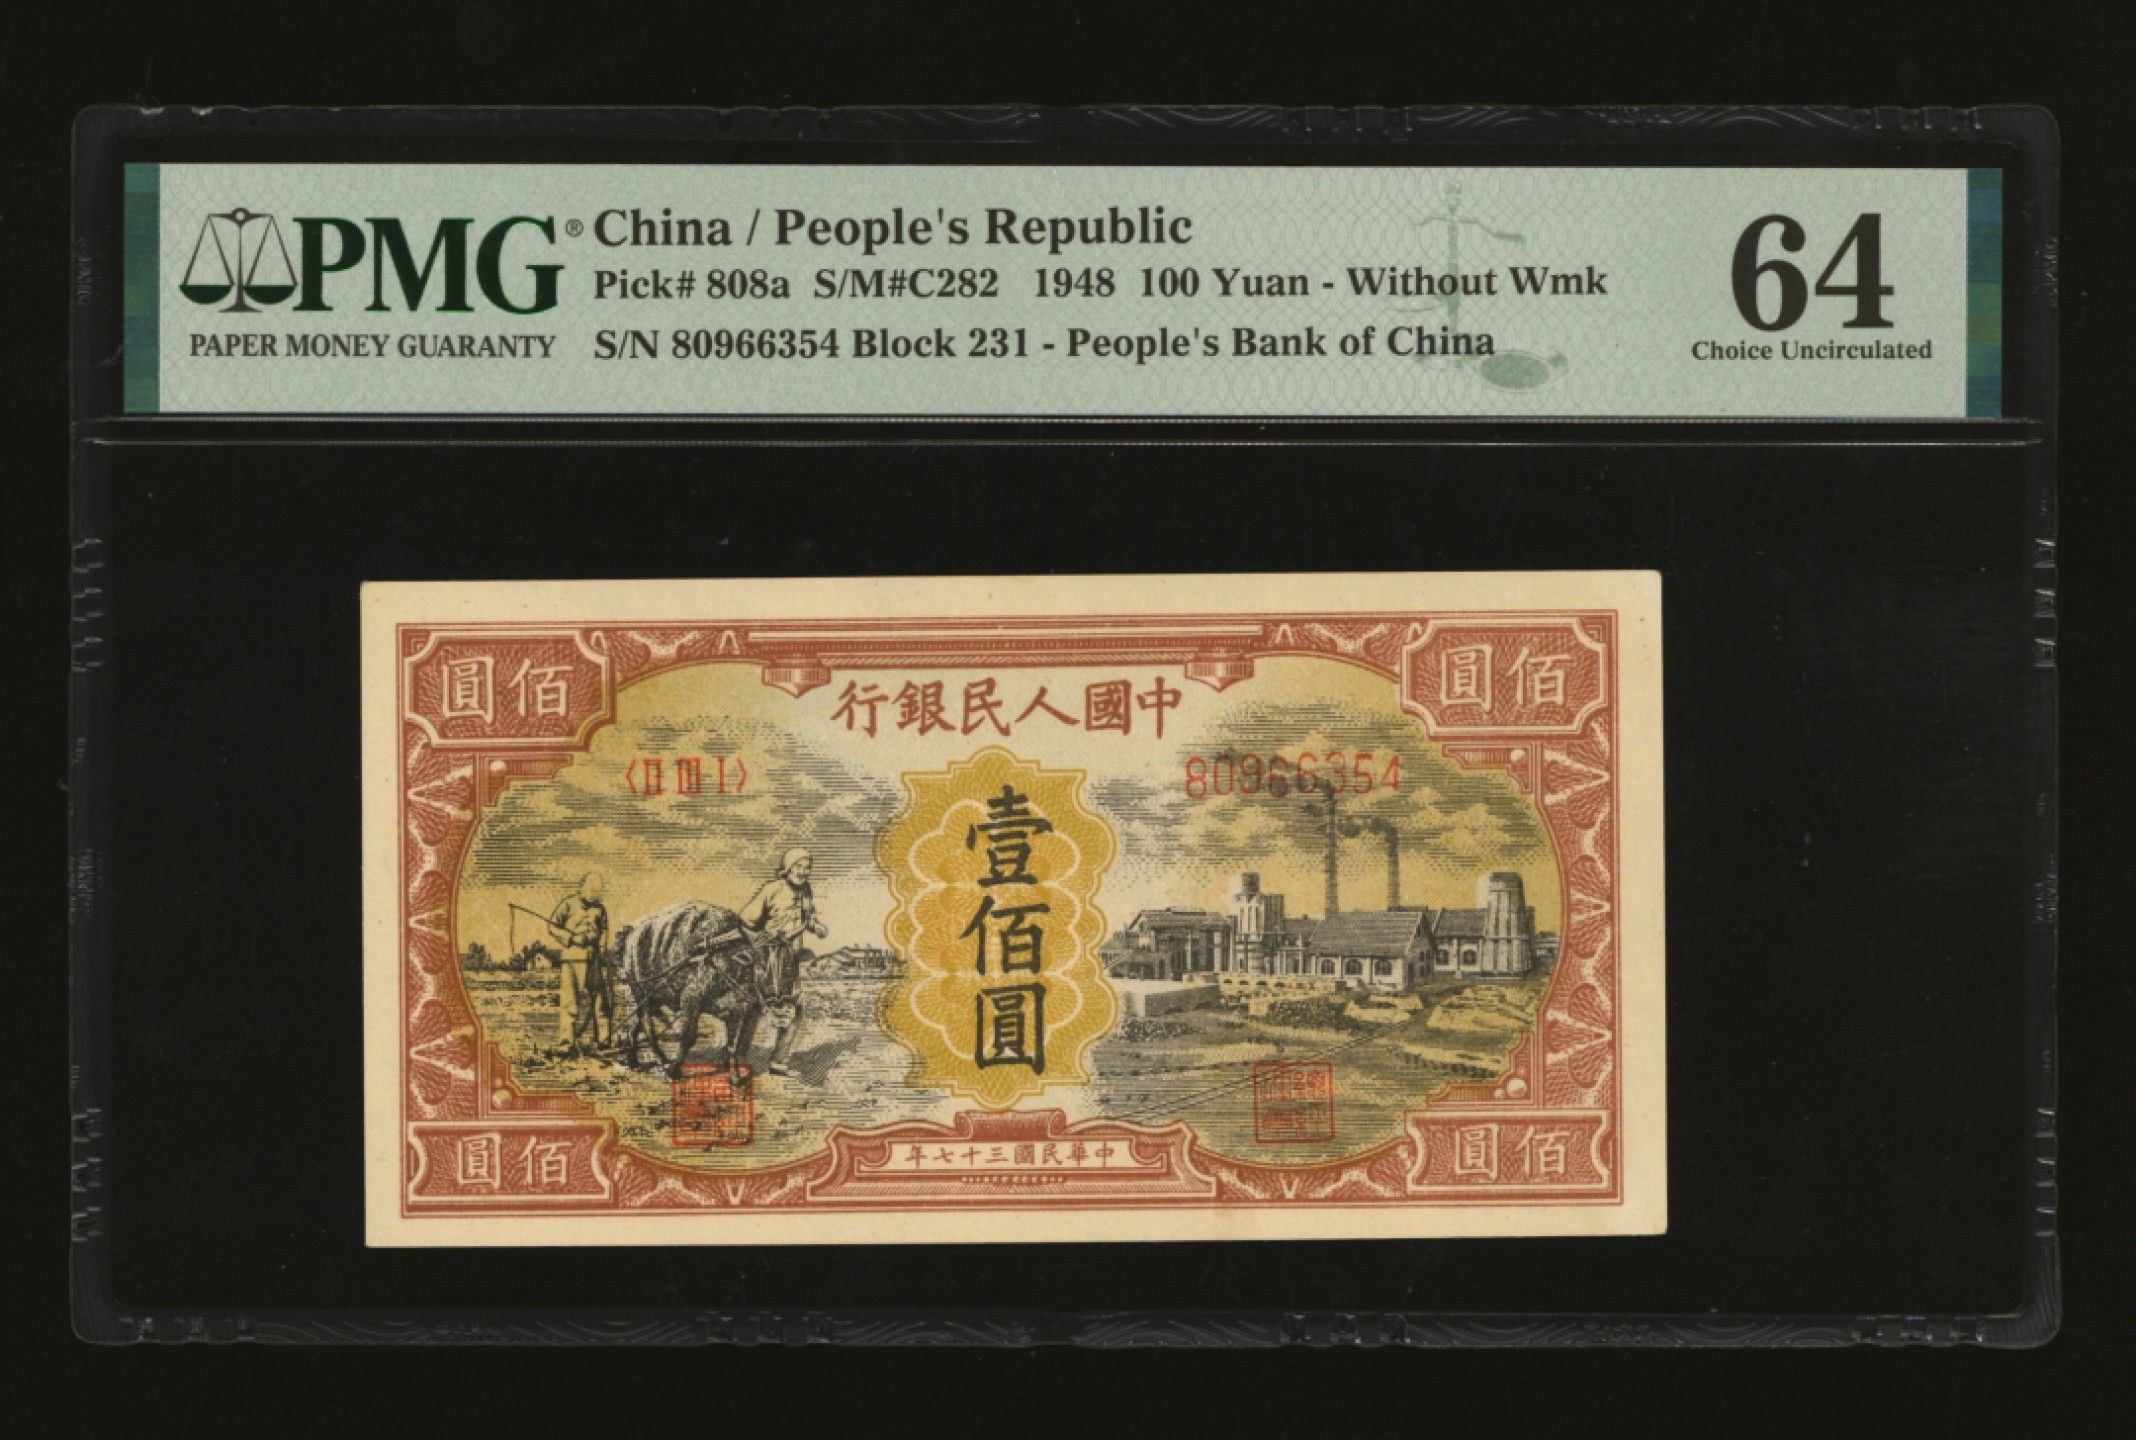 PMG®
PAPER MONEY GUARANTY
China / People's Republic
Pick# 808a S/M#C282 1948 100 Yuan - Without Wmk
S/N 80966354 Block 231 - People's Bank of China
64
Choice Uncirculated
圓佰
行銀民人國中
圓佰
〈II III I〉
80966354
壹佰圓
圓佰
年七十三國民華中
圓佰